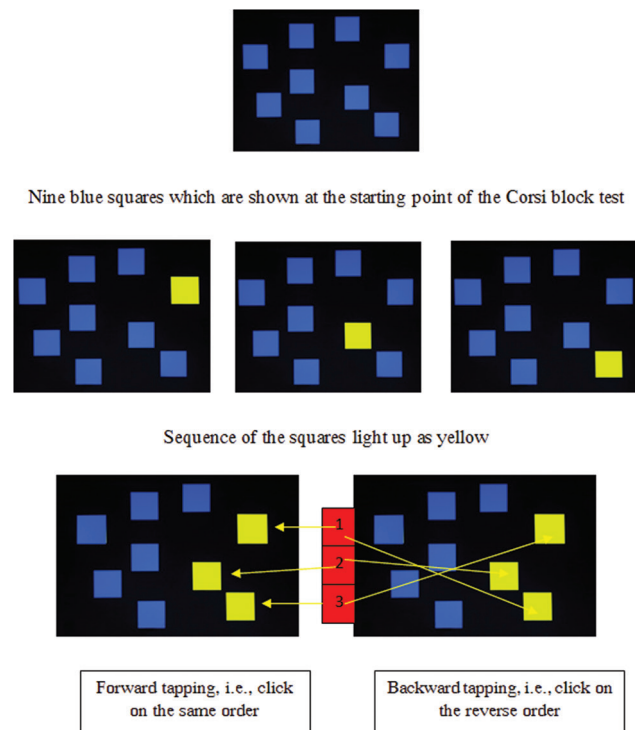 Nine blue squares which are shown at the starting point of the Corsi block test
Sequence of the squares light up as yellow
1
2
3
Forward tapping, i.e., click
on the same order
Backward tapping, i.e., click on
the reverse order